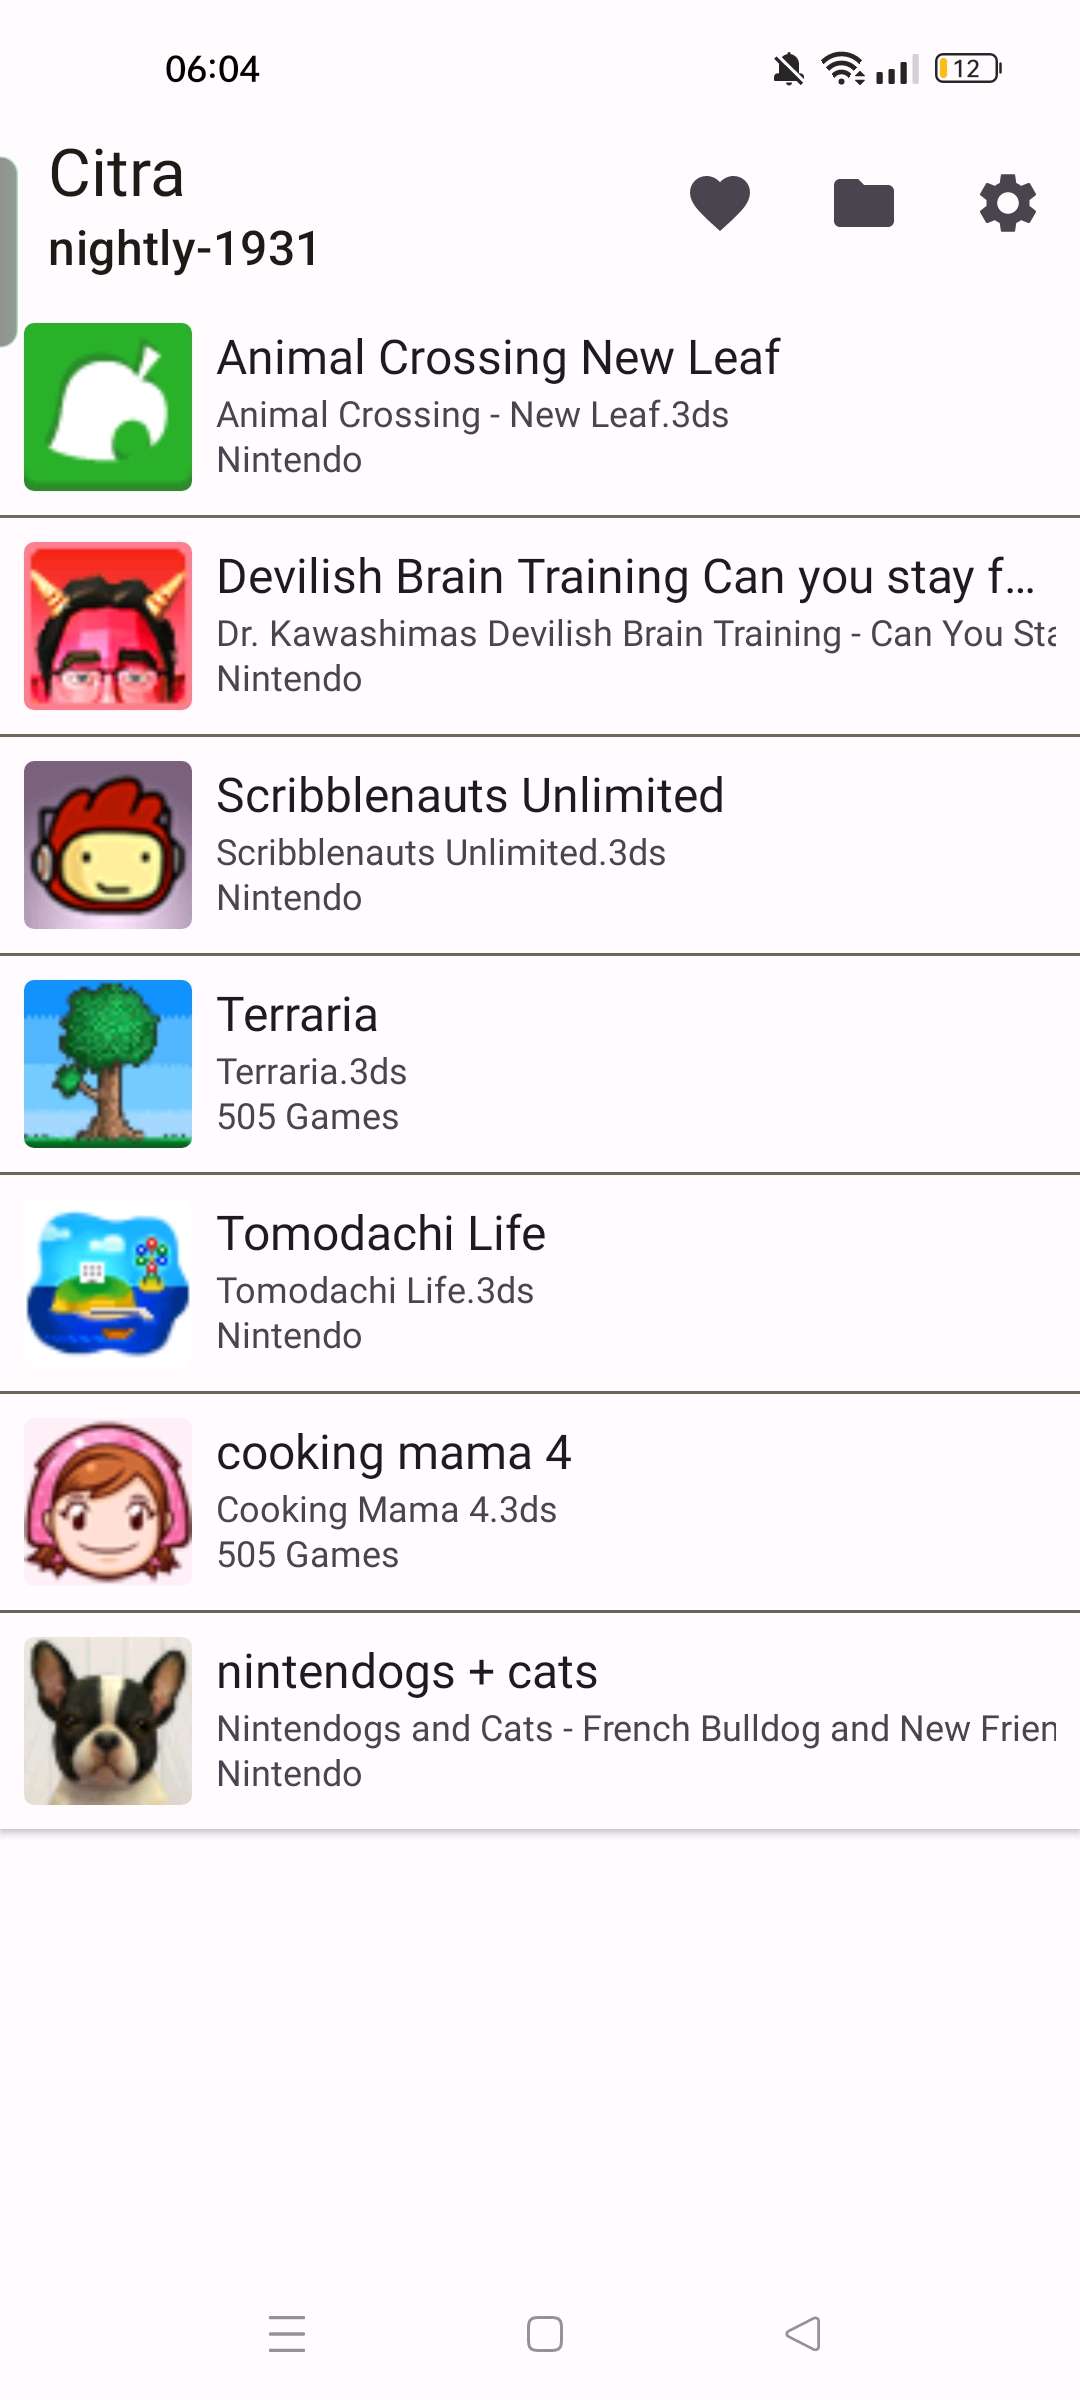 06:04
12
Citra
nightly-1931
Animal Crossing New Leaf
Animal Crossing - New Leaf.3ds
Nintendo
Devilish Brain Training Can you stay f...
Dr. Kawashimas Devilish Brain Training - Can You Sta
Nintendo
Scribblenauts Unlimited
Scribblenauts Unlimited.3ds
Nintendo
Terraria
Terraria.3ds
505 Games
Tomodachi Life
Tomodachi Life.3ds
Nintendo
cooking mama 4
Cooking Mama 4.3ds
505 Games
nintendogs + cats
Nintendogs and Cats - French Bulldog and New Frien
Nintendo